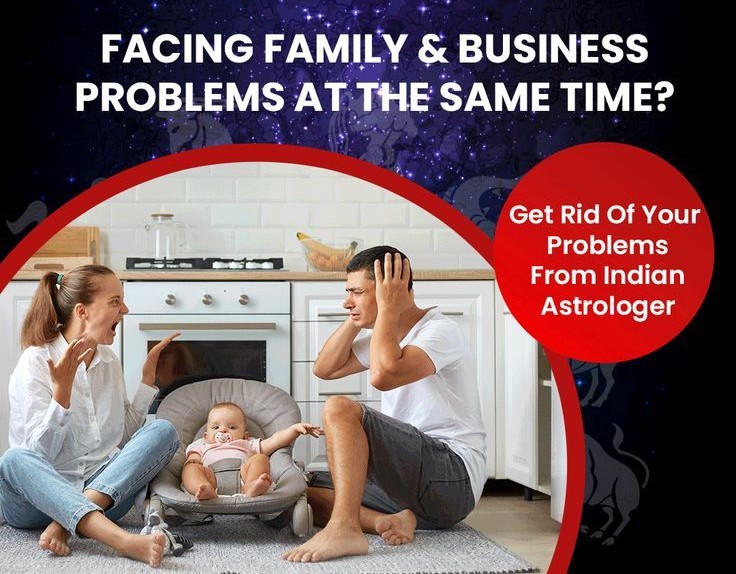 FACING FAMILY & BUSINESS
PROBLEMS AT THE SAME TIME?
Get Rid Of Your
Problems
From Indian
Astrologer